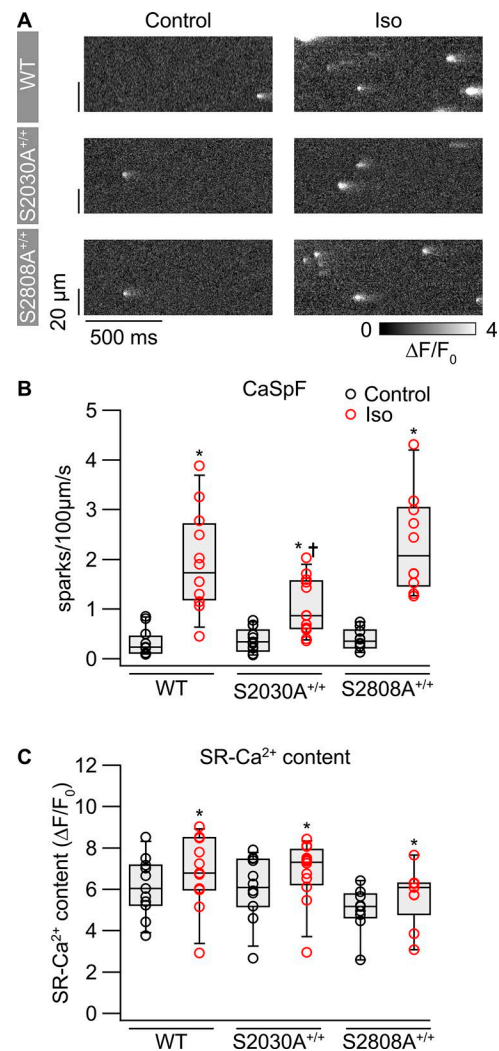 A
Control
Iso
WT
S2030A+/+
S2808A+/+
20 μm
500 ms
0
4
ΔF/F0
B
CaSpF
Control
Iso
sparks/100μm/s
5
4
3
2
1
0
*
* †
*
WT
S2030A+/+
S2808A+/+
C
SR-Ca2+ content
SR-Ca2+ content (ΔF/F0)
12
10
8
6
4
2
0
*
*
*
WT
S2030A+/+
S2808A+/+